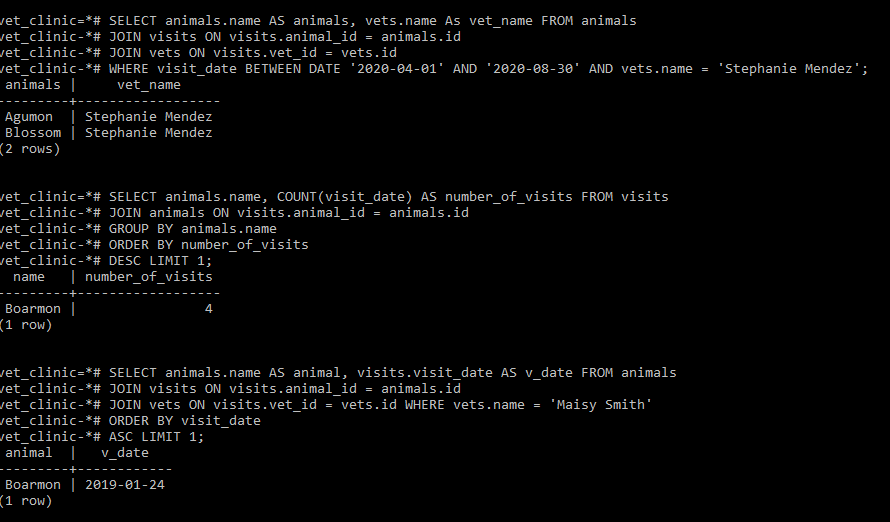 vet_clinic=*# SELECT animals.name AS animals, vets.name As vet_name FROM animals
vet_clinic-*# JOIN visits ON visits.animal_id = animals.id
vet_clinic-*# JOIN vets ON visits.vet_id = vets.id
vet_clinic-*# WHERE visit_date BETWEEN DATE '2020-04-01' AND '2020-08-30' AND vets.name = 'Stephanie Mendez';
 animals |     vet_name
---------+------------------
 Agumon  | Stephanie Mendez
 Blossom | Stephanie Mendez
(2 rows)
vet_clinic=*# SELECT animals.name, COUNT(visit_date) AS number_of_visits FROM visits
vet_clinic-*# JOIN animals ON visits.animal_id = animals.id
vet_clinic-*# GROUP BY animals.name
vet_clinic-*# ORDER BY number_of_visits
vet_clinic-*# DESC LIMIT 1;
  name   | number_of_visits
---------+------------------
 Boarmon |                4
(1 row)
vet_clinic=*# SELECT animals.name AS animal, visits.visit_date AS v_date FROM animals
vet_clinic-*# JOIN visits ON visits.animal_id = animals.id
vet_clinic-*# JOIN vets ON visits.vet_id = vets.id WHERE vets.name = 'Maisy Smith'
vet_clinic-*# ORDER BY visit_date
vet_clinic-*# ASC LIMIT 1;
 animal  |   v_date
---------+------------
 Boarmon | 2019-01-24
(1 row)